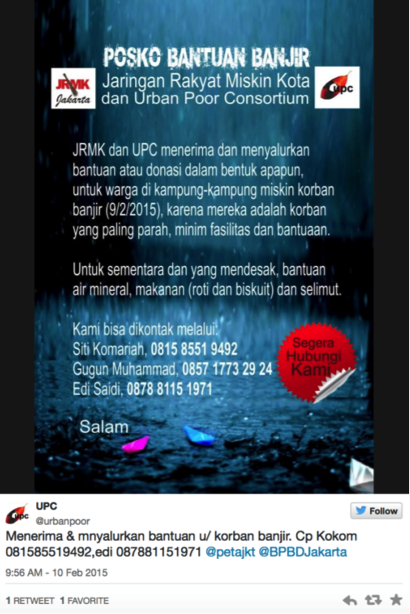 POSKO BANTUAN BANJIR
JRMK
Jakarta
Jaringan Rakyat Miskin Kota
dan Urban Poor Consortium
upc
JRMK dan UPC menerima dan menyalurkan
bantuan atau donasi dalam bentuk apapun,
untuk warga di kampung-kampung miskin korban
banjir (9/2/2015), karena mereka adalah korban
yang paling parah, minim fasilitas dan bantuaan.
Untuk sementara dan yang mendesak, bantuan
air mineral, makanan (roti dan biskuit) dan selimut.
Kami bisa dikontak melalui:
Siti Komariah, 0815 8551 9492
Gugun Muhammad, 0857 1773 29 24
Edi Saidi, 0878 8115 1971
Segera
Hubungi
Kami
Salam
upc
UPC
@urbanpoor
Follow
Menerima & mnyalurkan bantuan u/ korban banjir. Cp Kokom
081585519492,edi 087881151971 @petajkt @BPBDJakarta
9:56 AM - 10 Feb 2015
1 RETWEET 1 FAVORITE